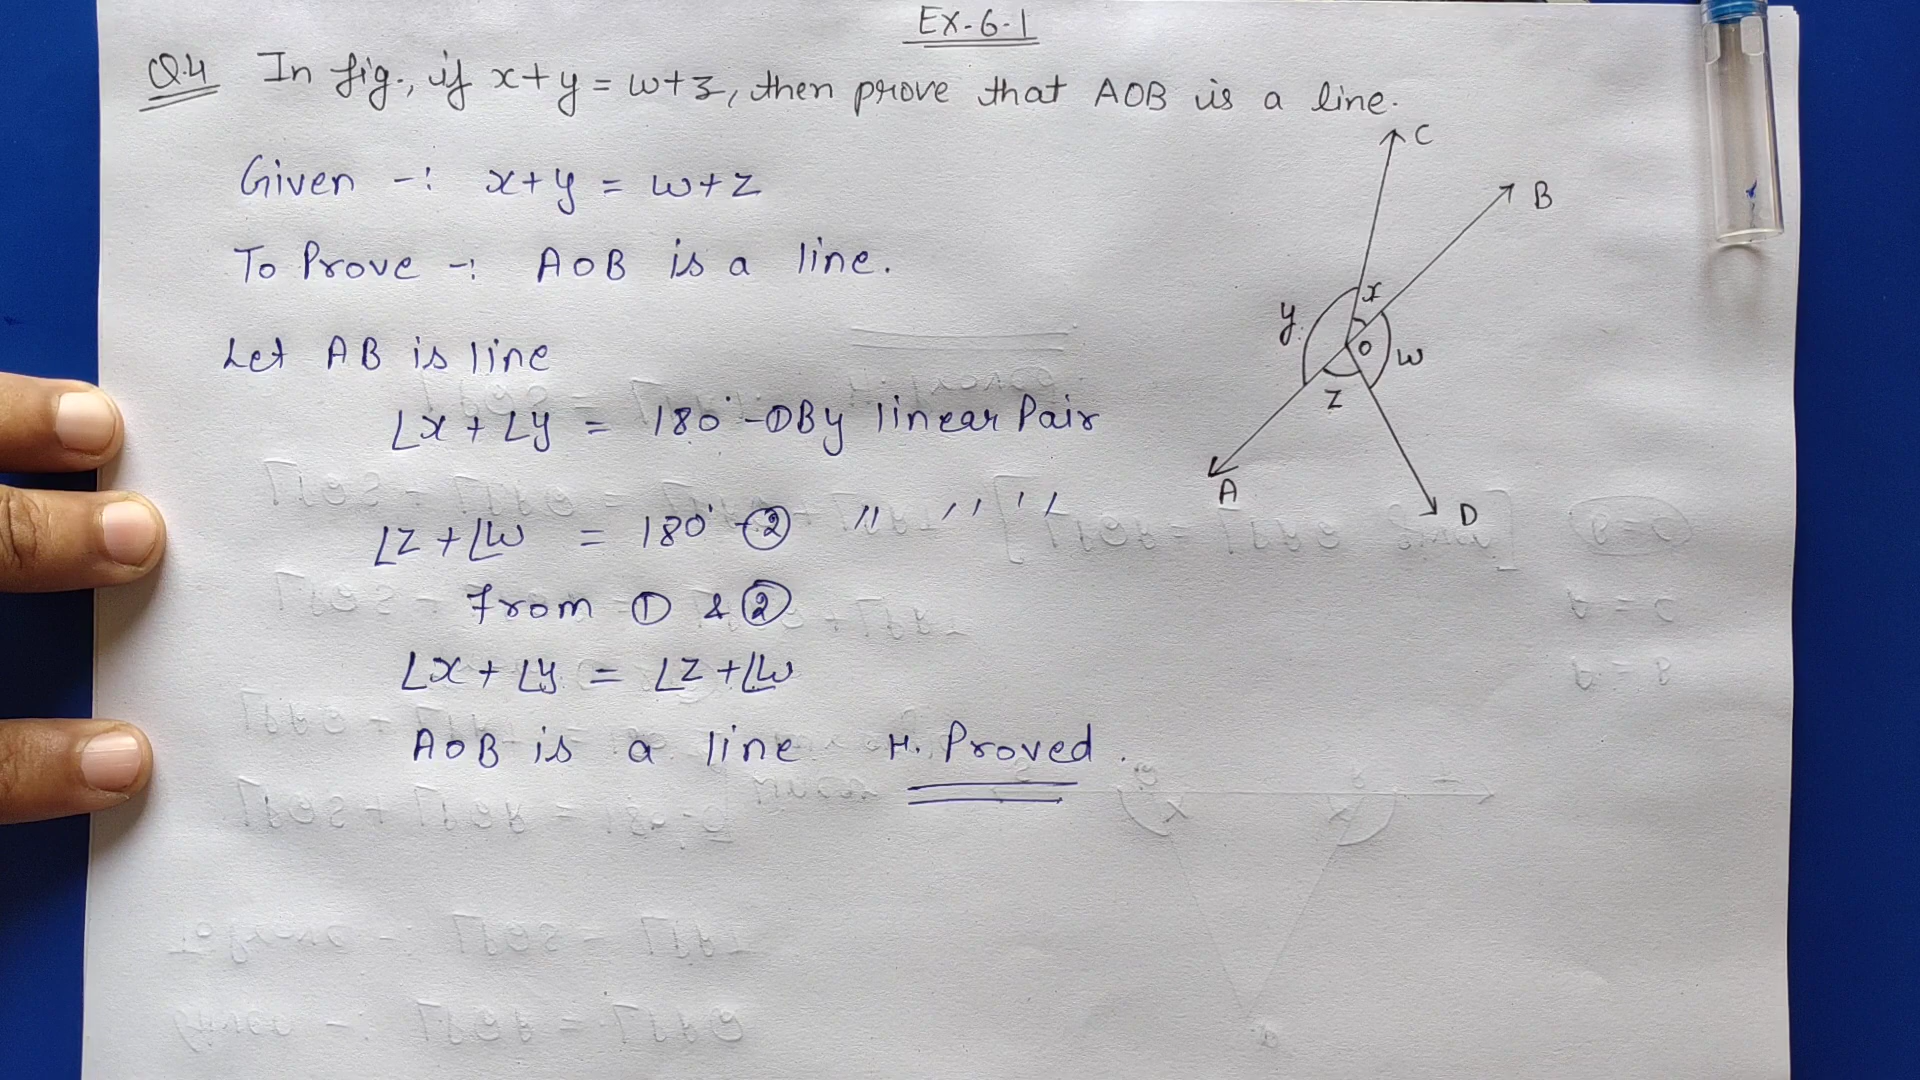 Ex-6-1
Q.4 In fig., if x+y = w+z, then prove that AOB is a line.
Given -: x+y = w+z
To Prove -: AOB is a line.
Let AB is line
∠x + ∠y = 180° -① By linear Pair
∠z + ∠w = 180° -② " " " "
from ① & ②
∠x + ∠y = ∠z + ∠w
AOB is a line H. Proved.
C
B
x
y
O
w
z
A
D